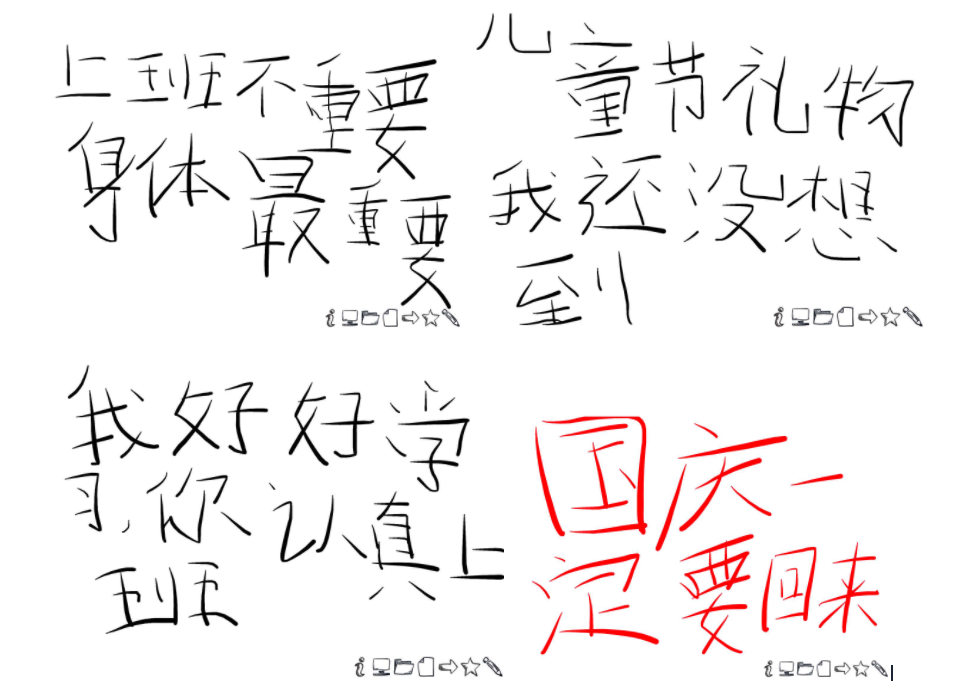 上班不重要
身体最重要
儿童节礼物
我还没想
到
我好好学
习,你认真上
班
国庆一
定要回来